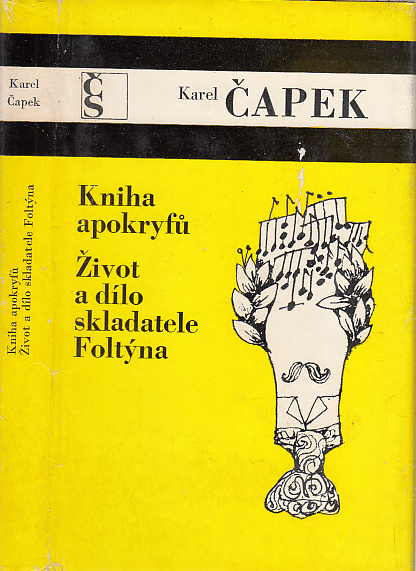 Karel
Čapek
Kniha apokryfů
Život a dílo skladatele Foltýna
ČS
Karel ČAPEK
Kniha
apokryfů
Život
a dílo
skladatele
Foltýna